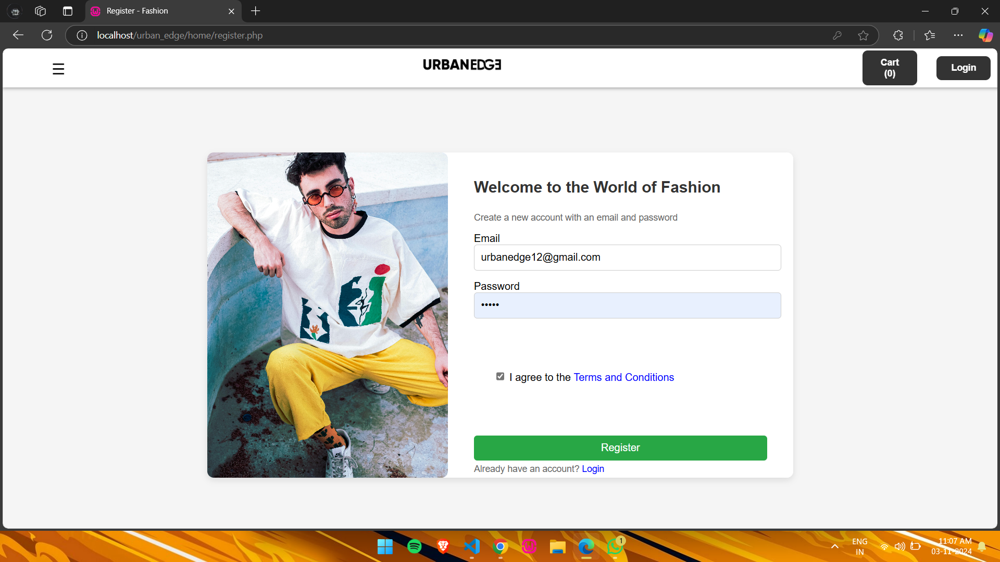 Register - Fashion
localhost/urban_edge/home/register.php
URBANEDGE
Cart
(0)
Login
Welcome to the World of Fashion
Create a new account with an email and password
Email
urbanedge12@gmail.com
Password
•••••
I agree to the Terms and Conditions
Register
Already have an account? Login
1
ENG
IN
11:07 AM
03-11-2024